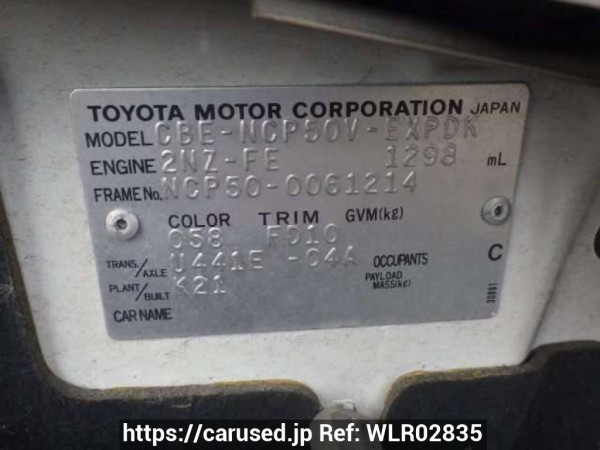 TOYOTA MOTOR CORPORATION JAPAN
MODEL CBE-NCP50V-EXPDK
ENGINE 2NZ-FE 1298 mL
FRAME No. NCP50-0061214
COLOR TRIM GVM(kg)
058 FD10
TRANS./AXLE U441E -04A OCCUPANTS C
PLANT/BUILT K21 PAYLOAD MASS(kg)
CAR NAME
https://carused.jp Ref: WLR02835